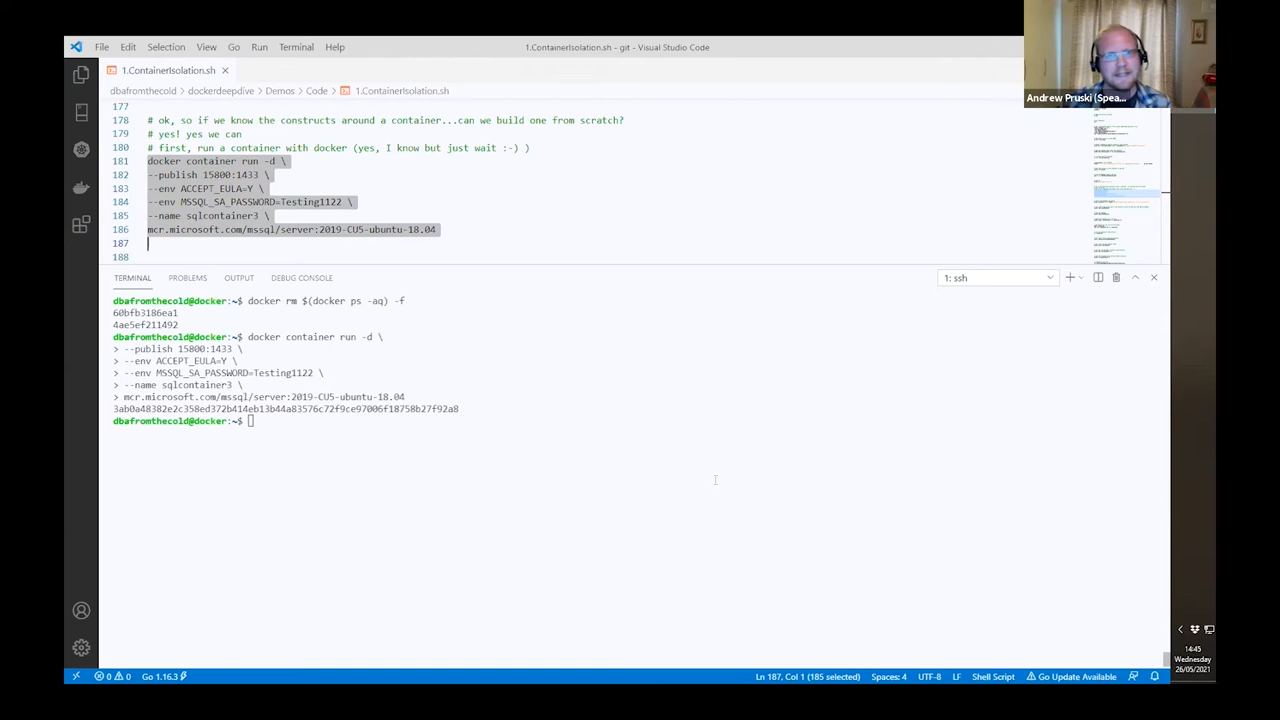 File Edit Selection View Go Run Terminal Help
1.ContainerIsolation.sh - git - Visual Studio Code
Andrew Pruski (Spea...
1.ContainerIsolation.sh
dbafromthecold > dockerdeepdive > Demos > Code > 1.ContainerIsolation.sh
177
178 # ok, so if we know the constructs around a container...can we build one from scratch?
179 # yes! yes we can
180 # first, run a container with docker (yes, I know but just wait :-) )
181 docker container run -d \
182 --publish 15800:1433 \
183 --env ACCEPT_EULA=Y \
184 --env MSSQL_SA_PASSWORD=Testing1122 \
185 --name sqlcontainer3 \
186 mcr.microsoft.com/mssql/server:2019-CU5-ubuntu-18.04
187
188
TERMINAL PROBLEMS OUTPUT DEBUG CONSOLE
1: ssh
dbafromthecold@docker:~$ docker rm $(docker ps -aq) -f
60bfb3186ea1
4ae5ef211492
dbafromthecold@docker:~$ docker container run -d \
> --publish 15800:1433 \
> --env ACCEPT_EULA=Y \
> --env MSSQL_SA_PASSWORD=Testing1122 \
> --name sqlcontainer3 \
> mcr.microsoft.com/mssql/server:2019-CU5-ubuntu-18.04
3ab0a48382e2c358ed372b414eb13b44a83576c72f9ce97006f18758b27f92a8
dbafromthecold@docker:~$
0 0 Go 1.16.3
Ln 187, Col 1 (185 selected) Spaces: 4 UTF-8 LF Shell Script Go Update Available
14:45
Wednesday
26/05/2021